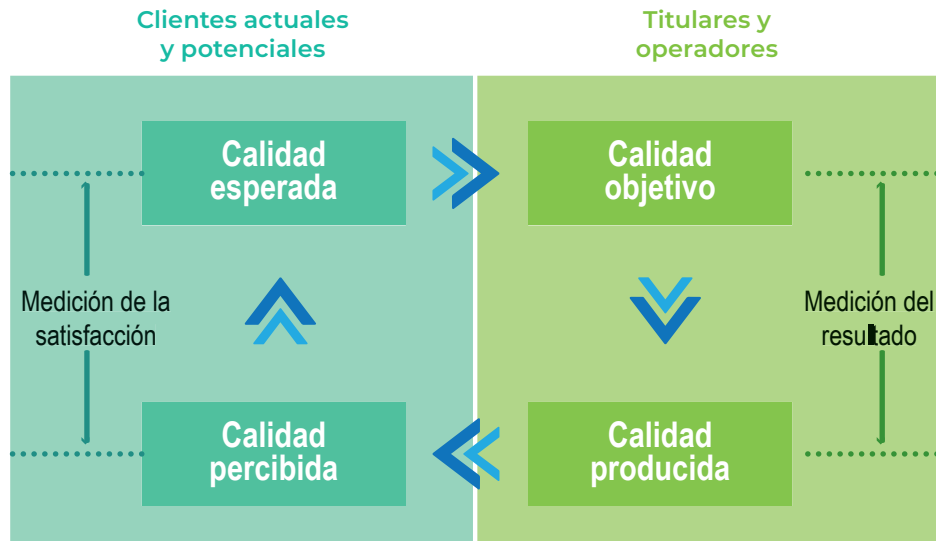 Clientes actuales
y potenciales
Titulares y
operadores
Calidad
esperada
Calidad
objetivo
Medición de la
satisfacción
Medición del
resultado
Calidad
percibida
Calidad
producida